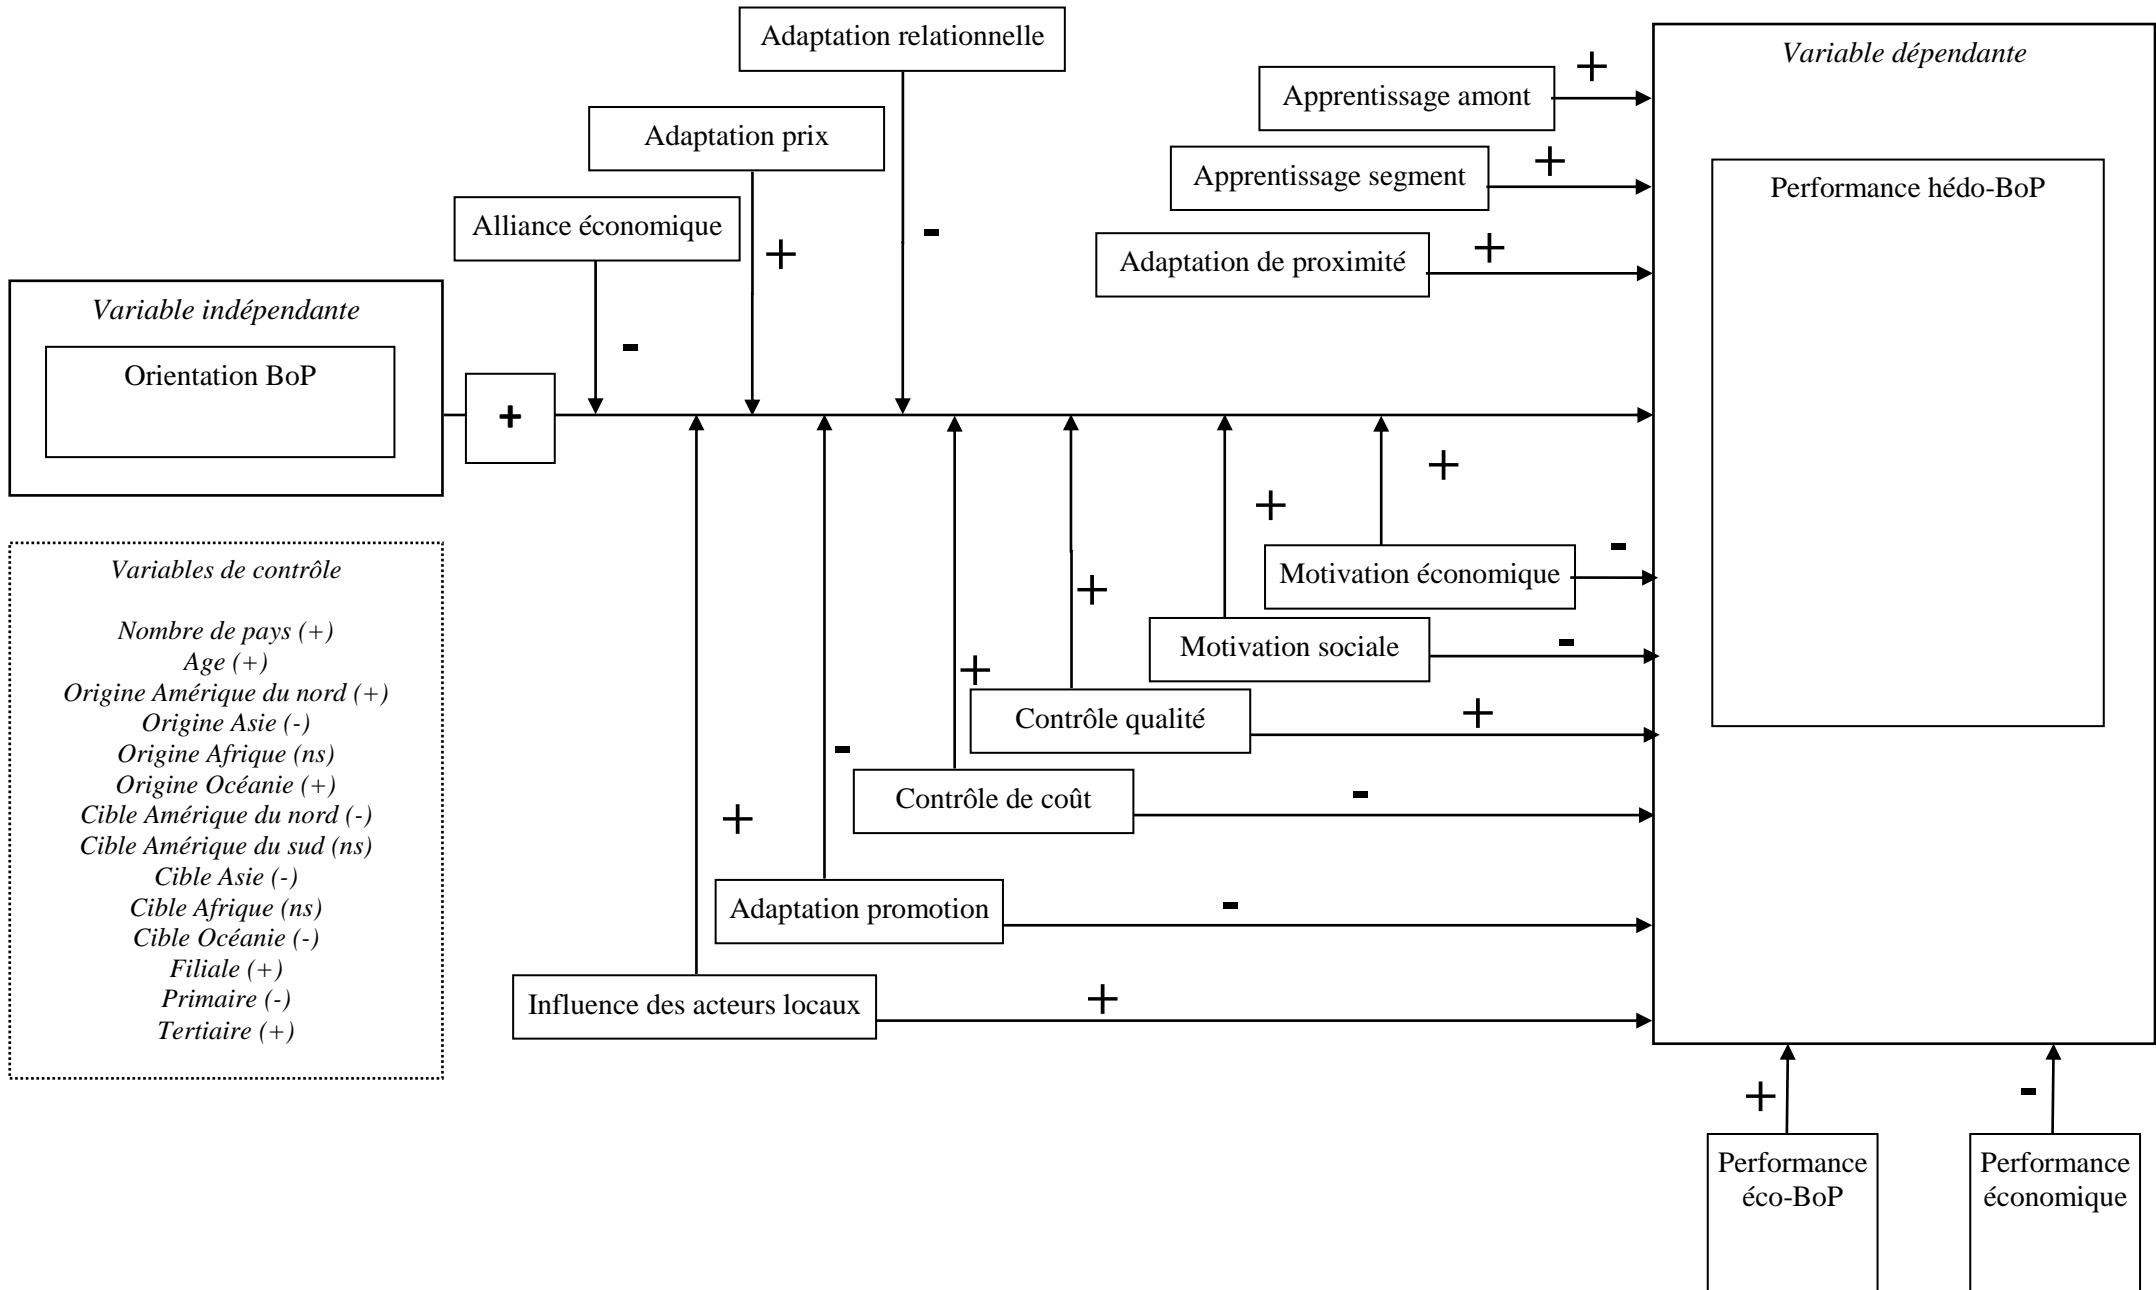 Adaptation relationnelle
Variable dépendante
+
Apprentissage amont
Adaptation prix
+
Apprentissage segment
Performance hédo-BoP
Alliance économique
+
-
+
Adaptation de proximité
Variable indépendante
-
Orientation BoP
+
+
+
Variables de contrôle
-
Motivation économique
+
Nombre de pays (+)
Age (+)
Origine Amérique du nord (+)
Origine Asie (-)
Origine Afrique (ns)
Origine Océanie (+)
Cible Amérique du nord (-)
Cible Amérique du sud (ns)
Cible Asie (-)
Cible Afrique (ns)
Cible Océanie (-)
Filiale (+)
Primaire (-)
Tertiaire (+)
Motivation sociale
-
+
Contrôle qualité
+
-
Contrôle de coût
-
+
Adaptation promotion
-
Influence des acteurs locaux
+
+
-
Performance
éco-BoP
Performance
économique